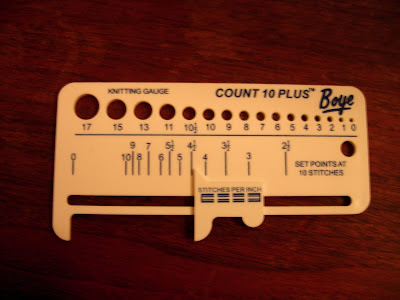 KNITTING GAUGE COUNT 10 PLUS™ Boye
17 15 13 11 10½ 10 9 8 7 6 5 4 3 2 1 0
9 7 5½ 4½ 3½ 2½
0 10 8 6 5 4 3 SET POINTS AT
10 STITCHES
STITCHES PER INCH